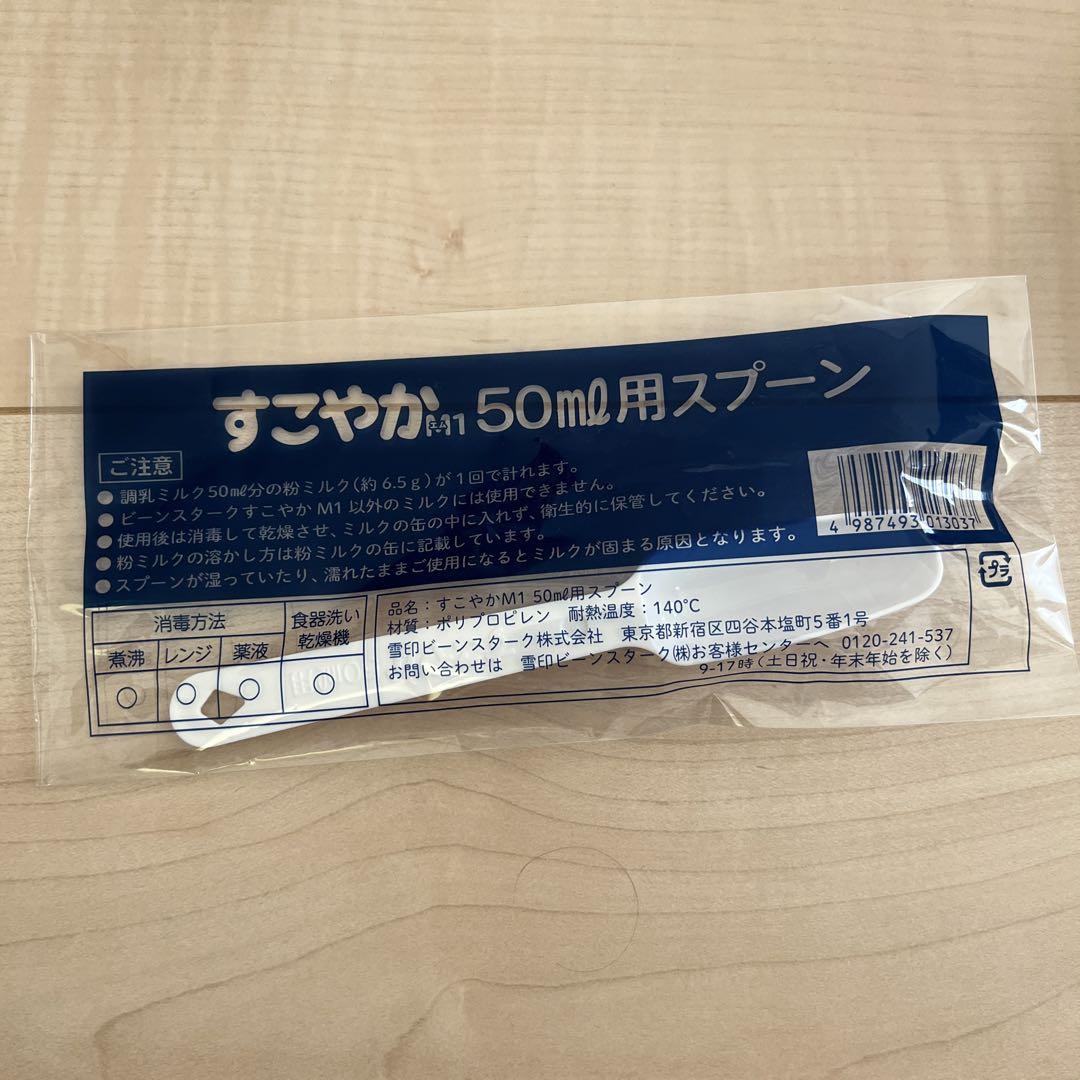 すこやかM1 50ml用スプーン
エム
ご注意
●調乳ミルク50ml分の粉ミルク(約6.5g)が1回で計れます。
●ビーンスタークすこやかM1以外のミルクには使用できません。
●使用後は消毒して乾燥させ、ミルクの缶の中に入れず、衛生的に保管してください。
●粉ミルクの溶かし方は粉ミルクの缶に記載しています。
●スプーンが湿っていたり、濡れたままご使用になるとミルクが固まる原因となります。
4 987493 013037
プラ
消毒方法 食器洗い乾燥機
煮沸 レンジ 薬液
○ ○ ○ ○
品名：すこやかM1 50ml用スプーン
材質：ポリプロピレン 耐熱温度：140℃
雪印ビーンスターク株式会社 東京都新宿区四谷本塩町5番1号
お問い合わせは 雪印ビーンスターク(株)お客様センターへ 0120-241-537
9-17時(土日祝・年末年始を除く)